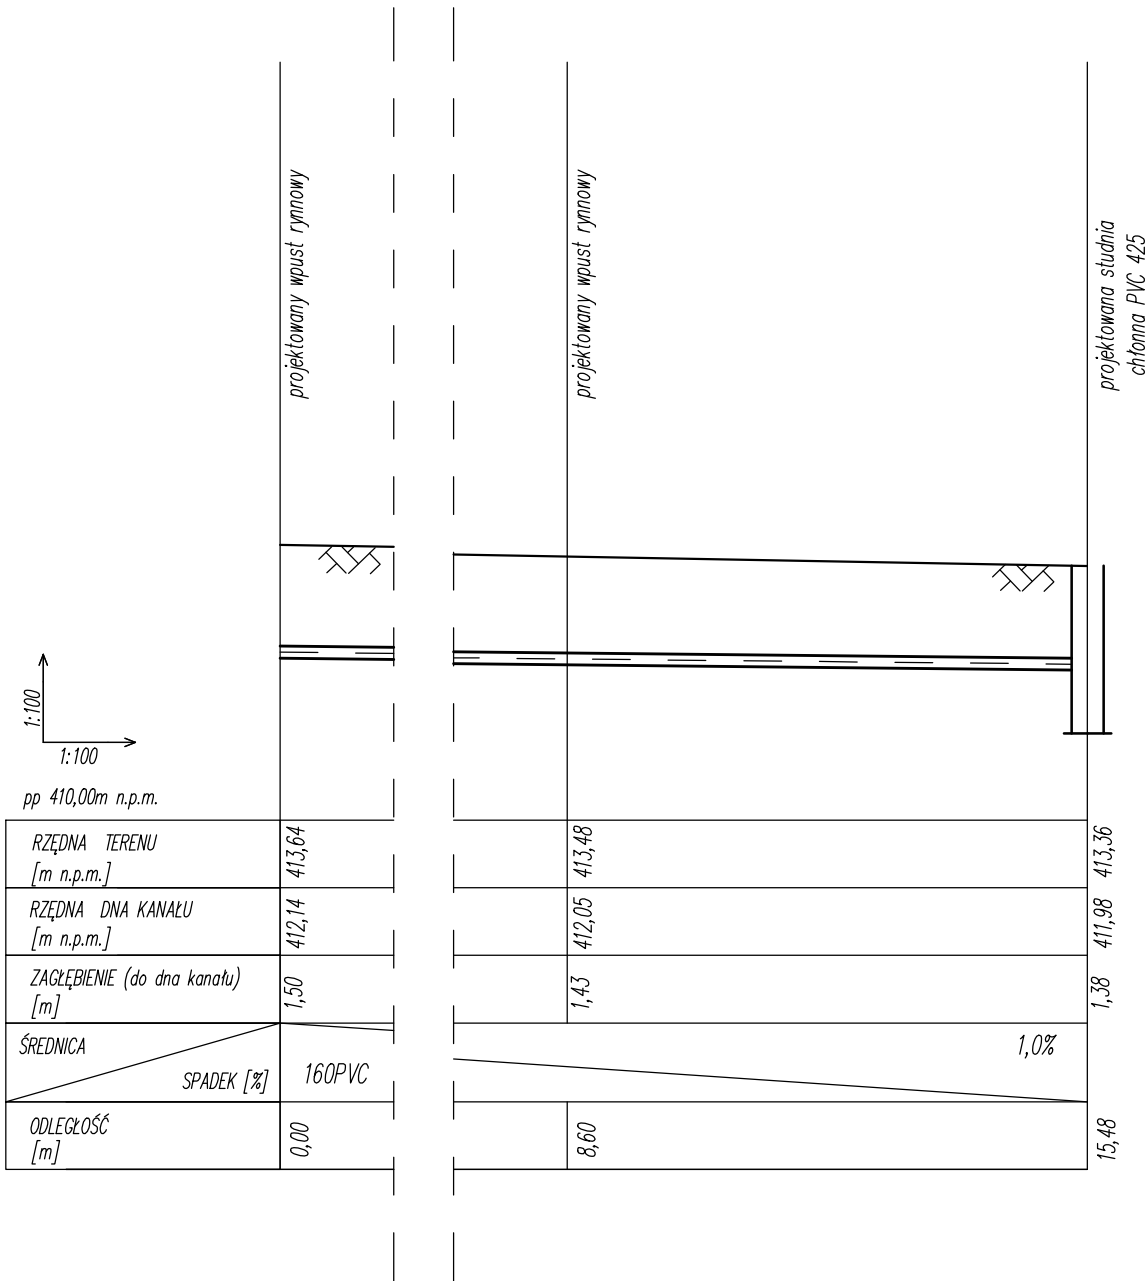 projektowany wpust rynnowy
projektowany wpust rynnowy
projektowana studnia
chłonna PVC 425
1:100
1:100
pp 410,00m n.p.m.
RZĘDNA TERENU
[m n.p.m.]
413,64
413,48
413,36
RZĘDNA DNA KANAŁU
[m n.p.m.]
412,14
412,05
411,98
ZAGŁĘBIENIE (do dna kanału)
[m]
1,50
1,43
1,38
ŚREDNICA
SPADEK [%]
160PVC
1,0%
ODLEGŁOŚĆ
[m]
0,00
8,60
15,48